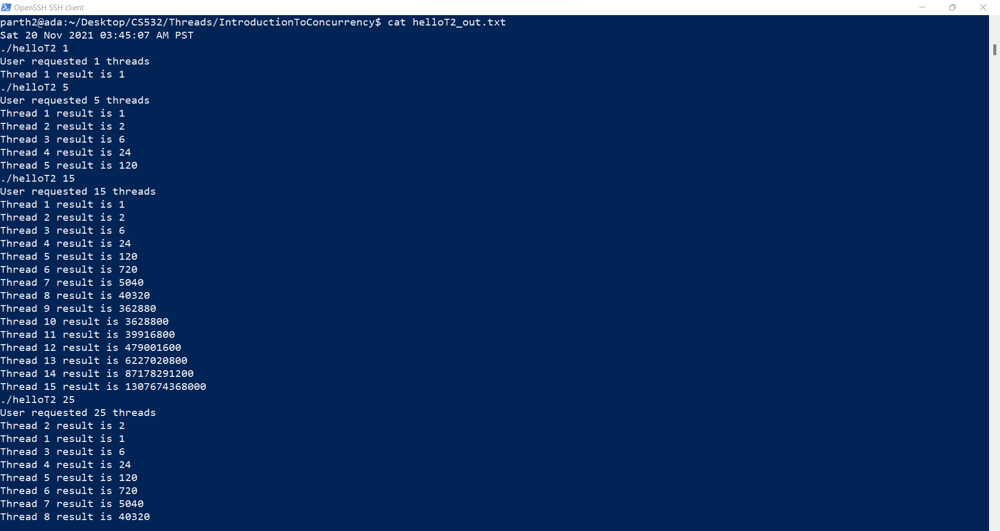 OpenSSH SSH client
parth2@ada:~/Desktop/CS532/Threads/IntroductionToConcurrency$ cat helloT2_out.txt
Sat 20 Nov 2021 03:45:07 AM PST
./helloT2 1
User requested 1 threads
Thread 1 result is 1
./helloT2 5
User requested 5 threads
Thread 1 result is 1
Thread 2 result is 2
Thread 3 result is 6
Thread 4 result is 24
Thread 5 result is 120
./helloT2 15
User requested 15 threads
Thread 1 result is 1
Thread 2 result is 2
Thread 3 result is 6
Thread 4 result is 24
Thread 5 result is 120
Thread 6 result is 720
Thread 7 result is 5040
Thread 8 result is 40320
Thread 9 result is 362880
Thread 10 result is 3628800
Thread 11 result is 39916800
Thread 12 result is 479001600
Thread 13 result is 6227020800
Thread 14 result is 87178291200
Thread 15 result is 1307674368000
./helloT2 25
User requested 25 threads
Thread 2 result is 2
Thread 1 result is 1
Thread 3 result is 6
Thread 4 result is 24
Thread 5 result is 120
Thread 6 result is 720
Thread 7 result is 5040
Thread 8 result is 40320